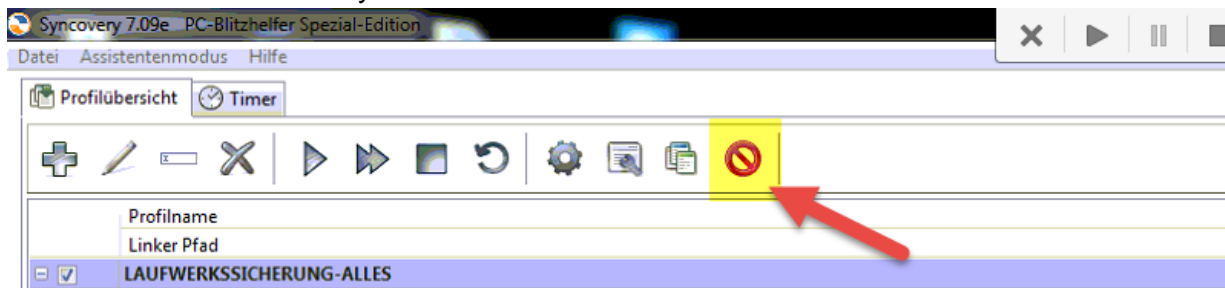 Syncovery 7.09e PC-Blitzhelfer Spezial-Edition
Datei Assistentenmodus Hilfe
Profilübersicht Timer
Profilname
Linker Pfad
LAUFWERKSSICHERUNG-ALLES